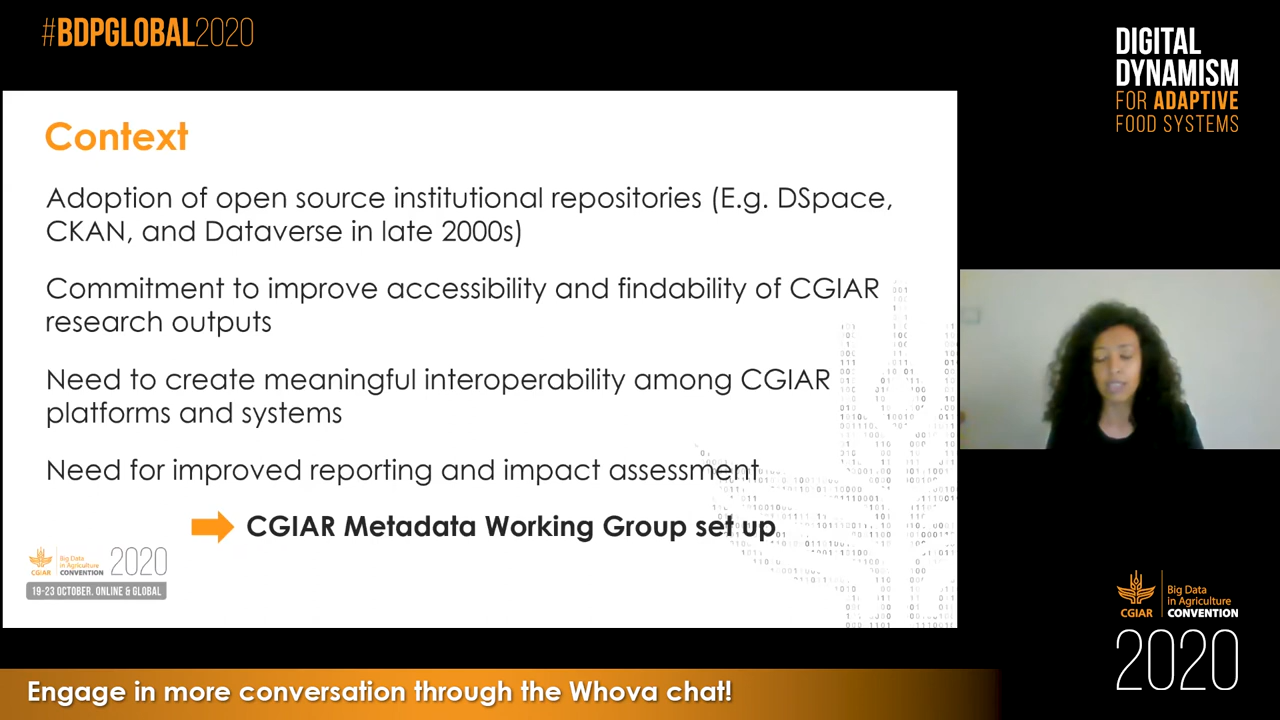 #BDPGLOBAL2020
DIGITAL
DYNAMISM
FOR ADAPTIVE
FOOD SYSTEMS
Context
Adoption of open source institutional repositories (E.g. DSpace,
CKAN, and Dataverse in late 2000s)
Commitment to improve accessibility and findability of CGIAR
research outputs
Need to create meaningful interoperability among CGIAR
platforms and systems
Need for improved reporting and impact assessment
CGIAR Metadata Working Group set up
CGIAR
Big Data
in Agriculture
CONVENTION
2020
19-23 OCTOBER. ONLINE & GLOBAL
CGIAR
Big Data
in Agriculture
CONVENTION
2020
Engage in more conversation through the Whova chat!